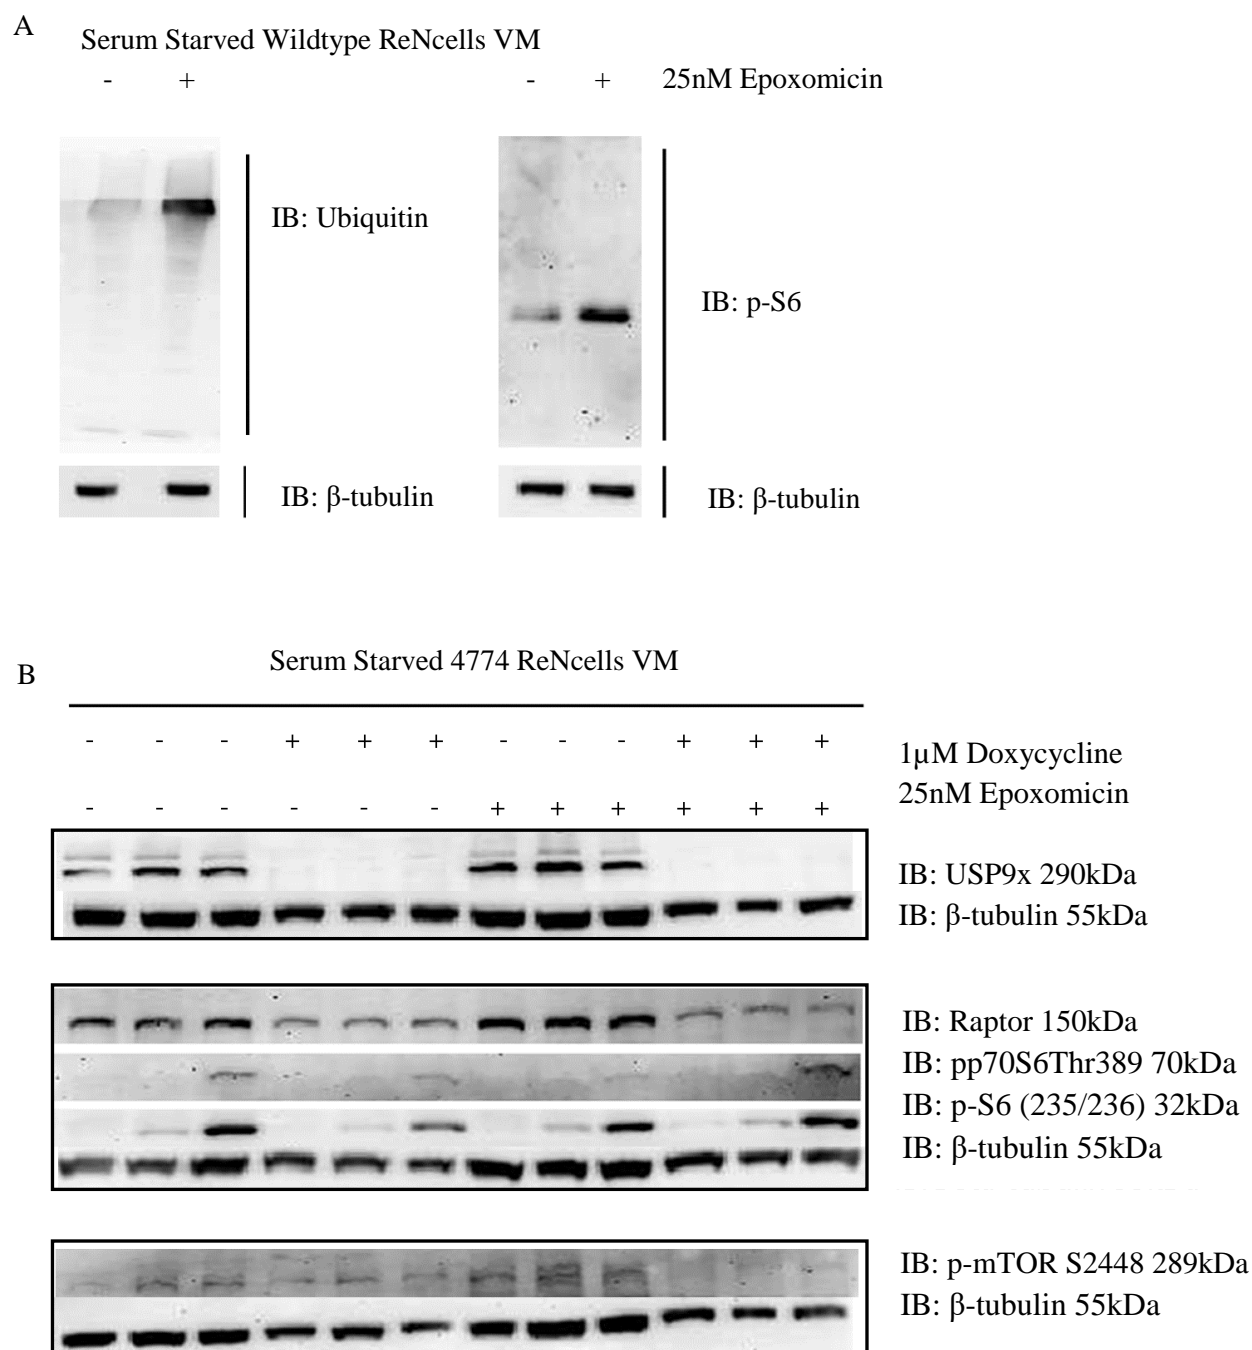 A
Serum Starved Wildtype ReNcells VM
- + - + 25nM Epoxomicin
IB: Ubiquitin
IB: p-S6
IB: β-tubulin
IB: β-tubulin
B
Serum Starved 4774 ReNcells VM
- - - + + + - - - + + + 1µM Doxycycline
- - - - - - + + + + + + 25nM Epoxomicin
IB: USP9x 290kDa
IB: β-tubulin 55kDa
IB: Raptor 150kDa
IB: pp70S6Thr389 70kDa
IB: p-S6 (235/236) 32kDa
IB: β-tubulin 55kDa
IB: p-mTOR S2448 289kDa
IB: β-tubulin 55kDa